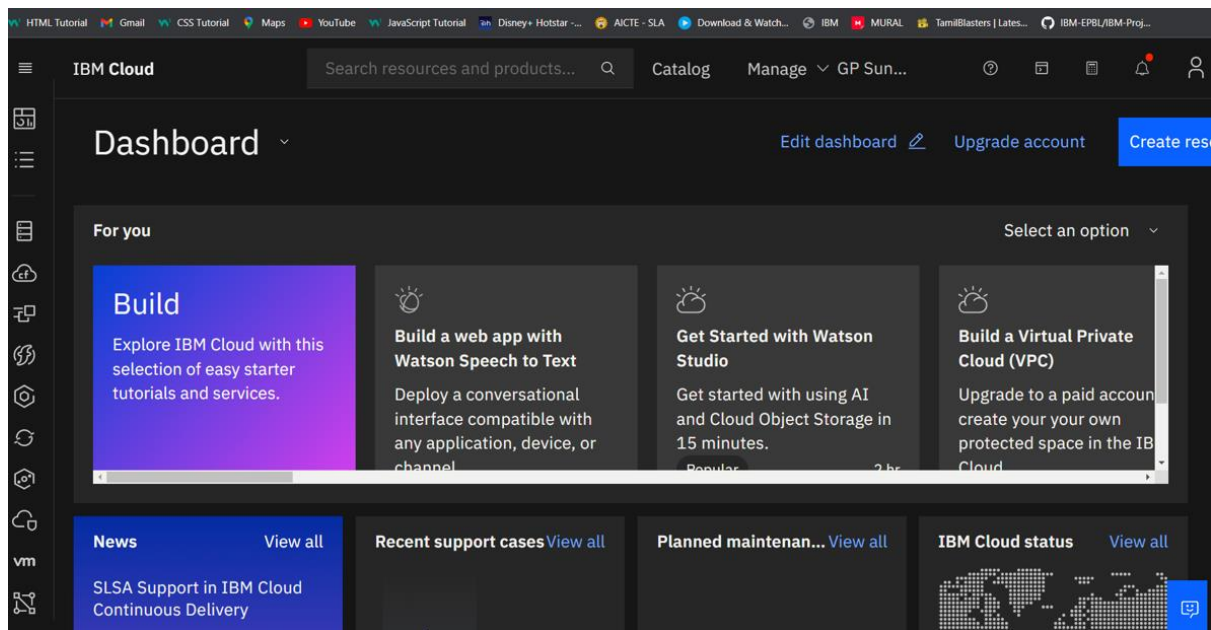 HTML Tutorial Gmail CSS Tutorial Maps YouTube JavaScript Tutorial Disney+ Hotstar -... AICTE - SLA Download & Watch... IBM MURAL TamilBlasters | Lates... IBM-EPBL/IBM-Proj...
IBM Cloud Search resources and products... Catalog Manage GP Sun...
Dashboard Edit dashboard Upgrade account Create res
For you Select an option
Build
Explore IBM Cloud with this
selection of easy starter
tutorials and services.
Build a web app with
Watson Speech to Text
Deploy a conversational
interface compatible with
any application, device, or
channel
Get Started with Watson
Studio
Get started with using AI
and Cloud Object Storage in
15 minutes.
Popular 2 hr
Build a Virtual Private
Cloud (VPC)
Upgrade to a paid accoun
create your your own
protected space in the IB
Cloud
vm
News View all
SLSA Support in IBM Cloud
Continuous Delivery
Recent support cases View all
Planned maintenan... View all
IBM Cloud status View all